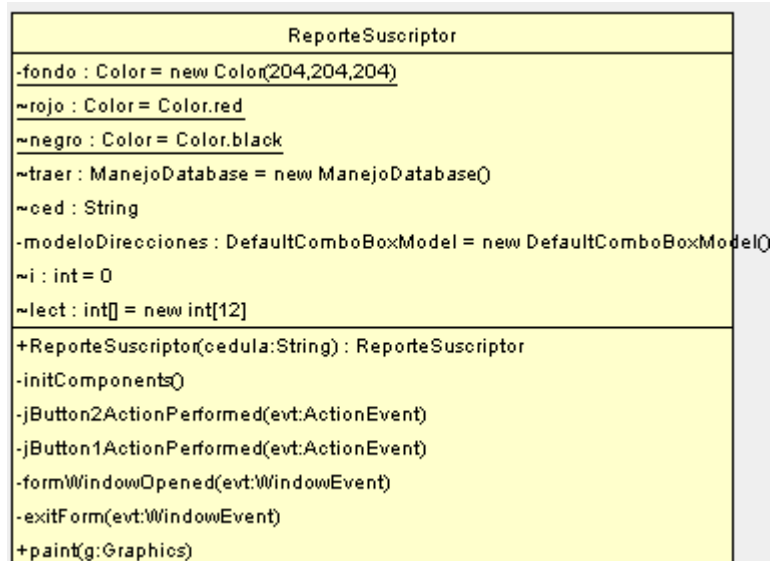 ReporteSuscriptor
-fondo : Color = new Color(204,204,204)
~rojo : Color = Color.red
~negro : Color = Color.black
~traer : ManejoDatabase = new ManejoDatabase()
~ced : String
-modeloDirecciones : DefaultComboBoxModel = new DefaultComboBoxModel()
~i : int = 0
~lect : int[] = new int[12]
+ReporteSuscriptor(cedula:String) : ReporteSuscriptor
-initComponents()
-jButton2ActionPerformed(evt:ActionEvent)
-jButton1ActionPerformed(evt:ActionEvent)
-formWindowOpened(evt:WindowEvent)
-exitForm(evt:WindowEvent)
+paint(g:Graphics)